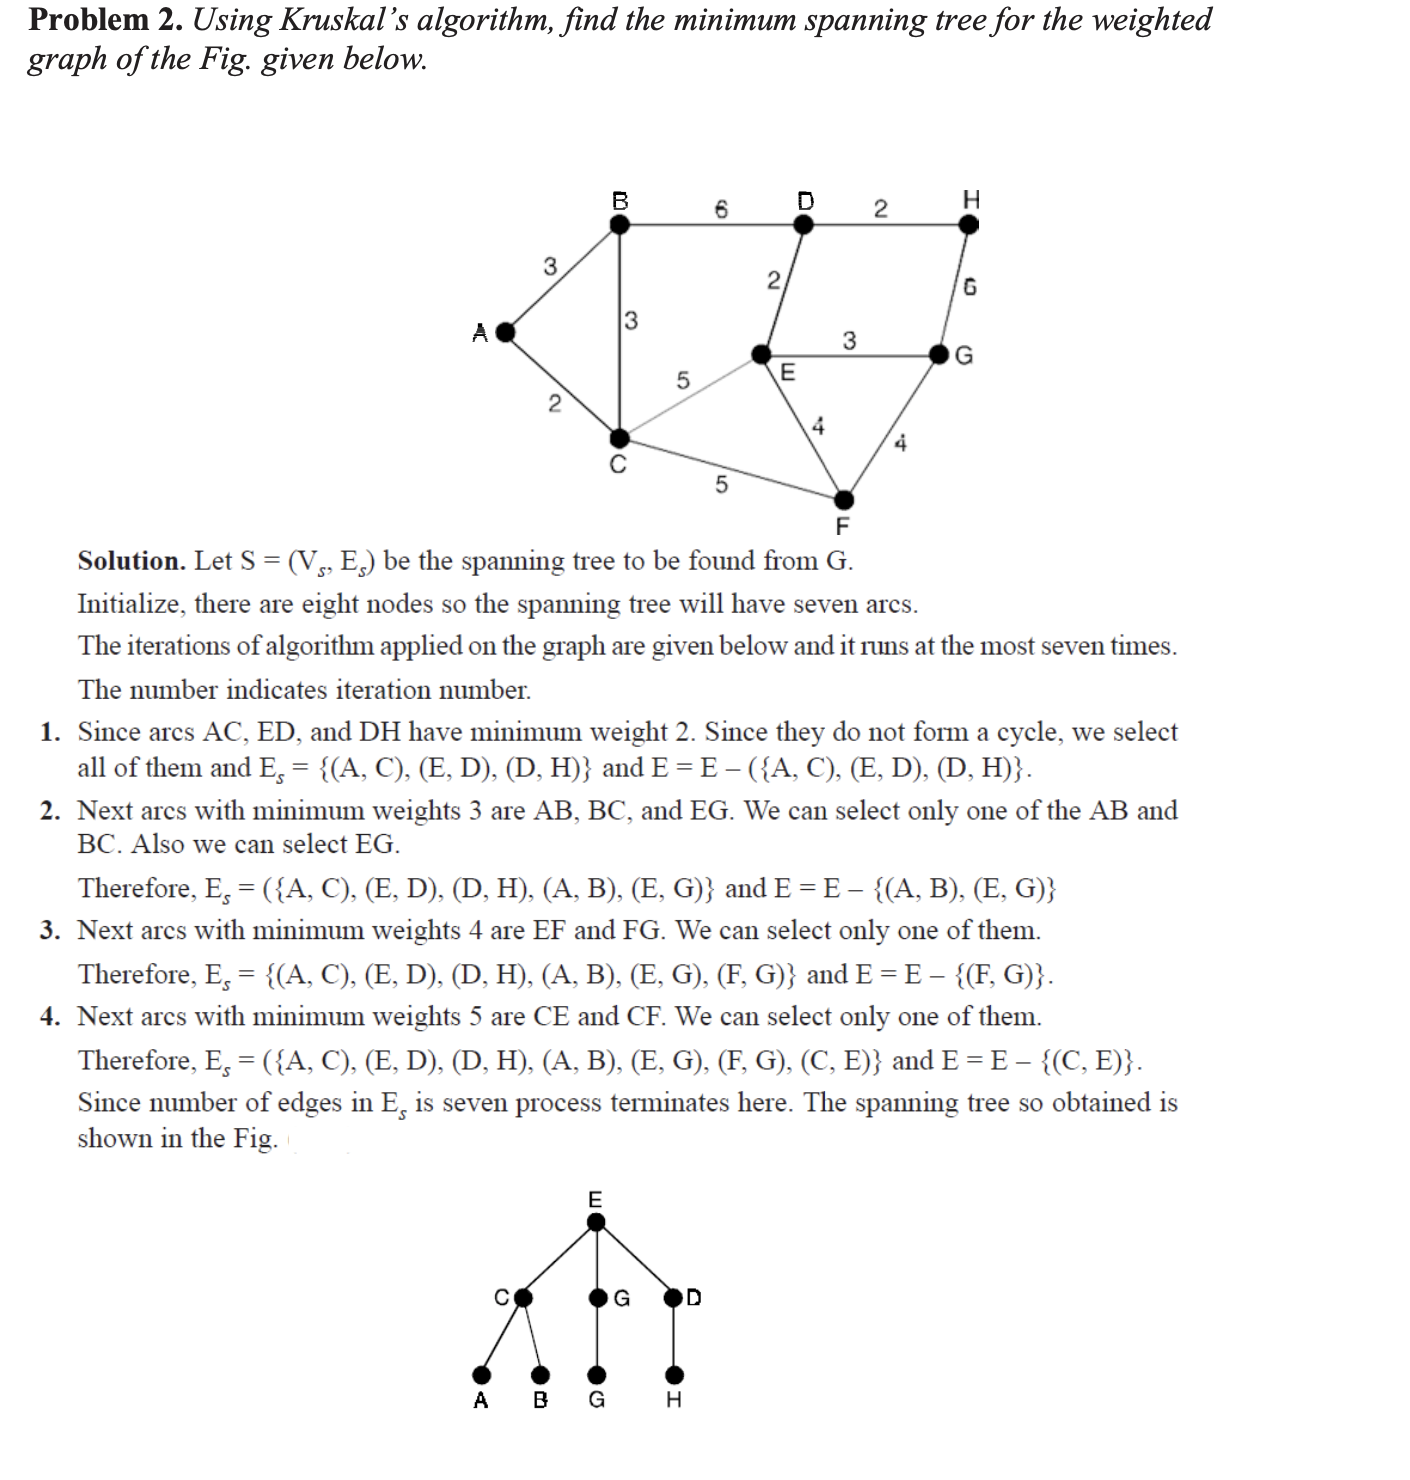 Problem 2. Using Kruskal's algorithm, find the minimum spanning tree for the weighted
graph of the Fig. given below.
B 6 D 2 H
3 2 6
A 3 3 G
5 E
2 4 4
C 5
F
Solution. Let S = (Vs, Es) be the spanning tree to be found from G.
Initialize, there are eight nodes so the spanning tree will have seven arcs.
The iterations of algorithm applied on the graph are given below and it runs at the most seven times.
The number indicates iteration number.
1. Since arcs AC, ED, and DH have minimum weight 2. Since they do not form a cycle, we select
all of them and Es = {(A, C), (E, D), (D, H)} and E = E – ({A, C), (E, D), (D, H)}.
2. Next arcs with minimum weights 3 are AB, BC, and EG. We can select only one of the AB and
BC. Also we can select EG.
Therefore, Es = ({A, C), (E, D), (D, H), (A, B), (E, G)} and E = E – {(A, B), (E, G)}
3. Next arcs with minimum weights 4 are EF and FG. We can select only one of them.
Therefore, Es = {(A, C), (E, D), (D, H), (A, B), (E, G), (F, G)} and E = E – {(F, G)}.
4. Next arcs with minimum weights 5 are CE and CF. We can select only one of them.
Therefore, Es = ({A, C), (E, D), (D, H), (A, B), (E, G), (F, G), (C, E)} and E = E – {(C, E)}.
Since number of edges in Es is seven process terminates here. The spanning tree so obtained is
shown in the Fig.
E
C G D
A B G H